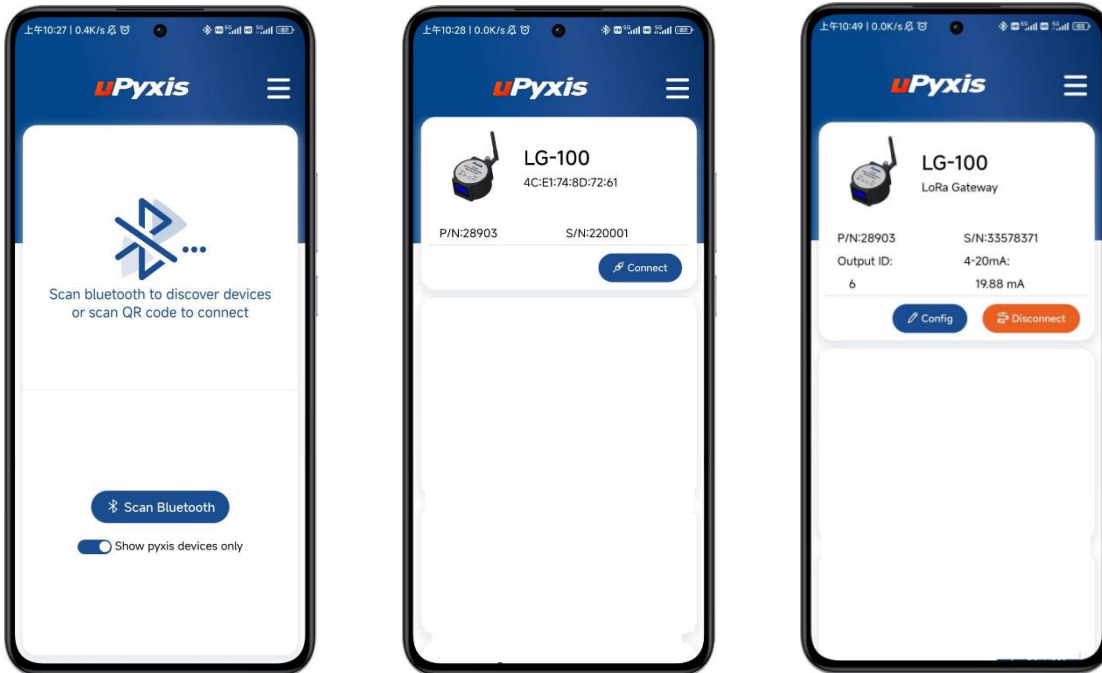 上午10:27 | 0.4K/s
uPyxis
Scan bluetooth to discover devices
or scan QR code to connect
Scan Bluetooth
Show pyxis devices only
上午10:28 | 0.0K/s
uPyxis
LG-100
4C:E1:74:8D:72:61
P/N:28903 S/N:220001
Connect
上午10:49 | 0.0K/s
uPyxis
LG-100
LoRa Gateway
P/N:28903 S/N:33578371
Output ID: 4-20mA:
6 19.88 mA
Config Disconnect